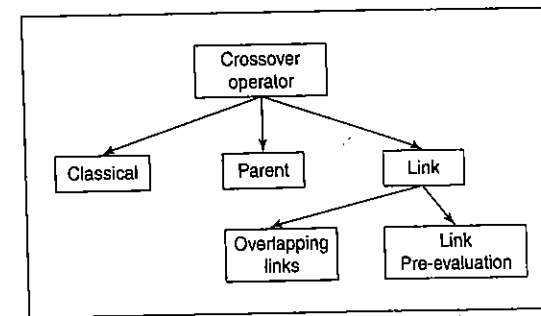 Crossover
operator
Classical
Parent
Link
Overlapping
links
Link
Pre-evaluation